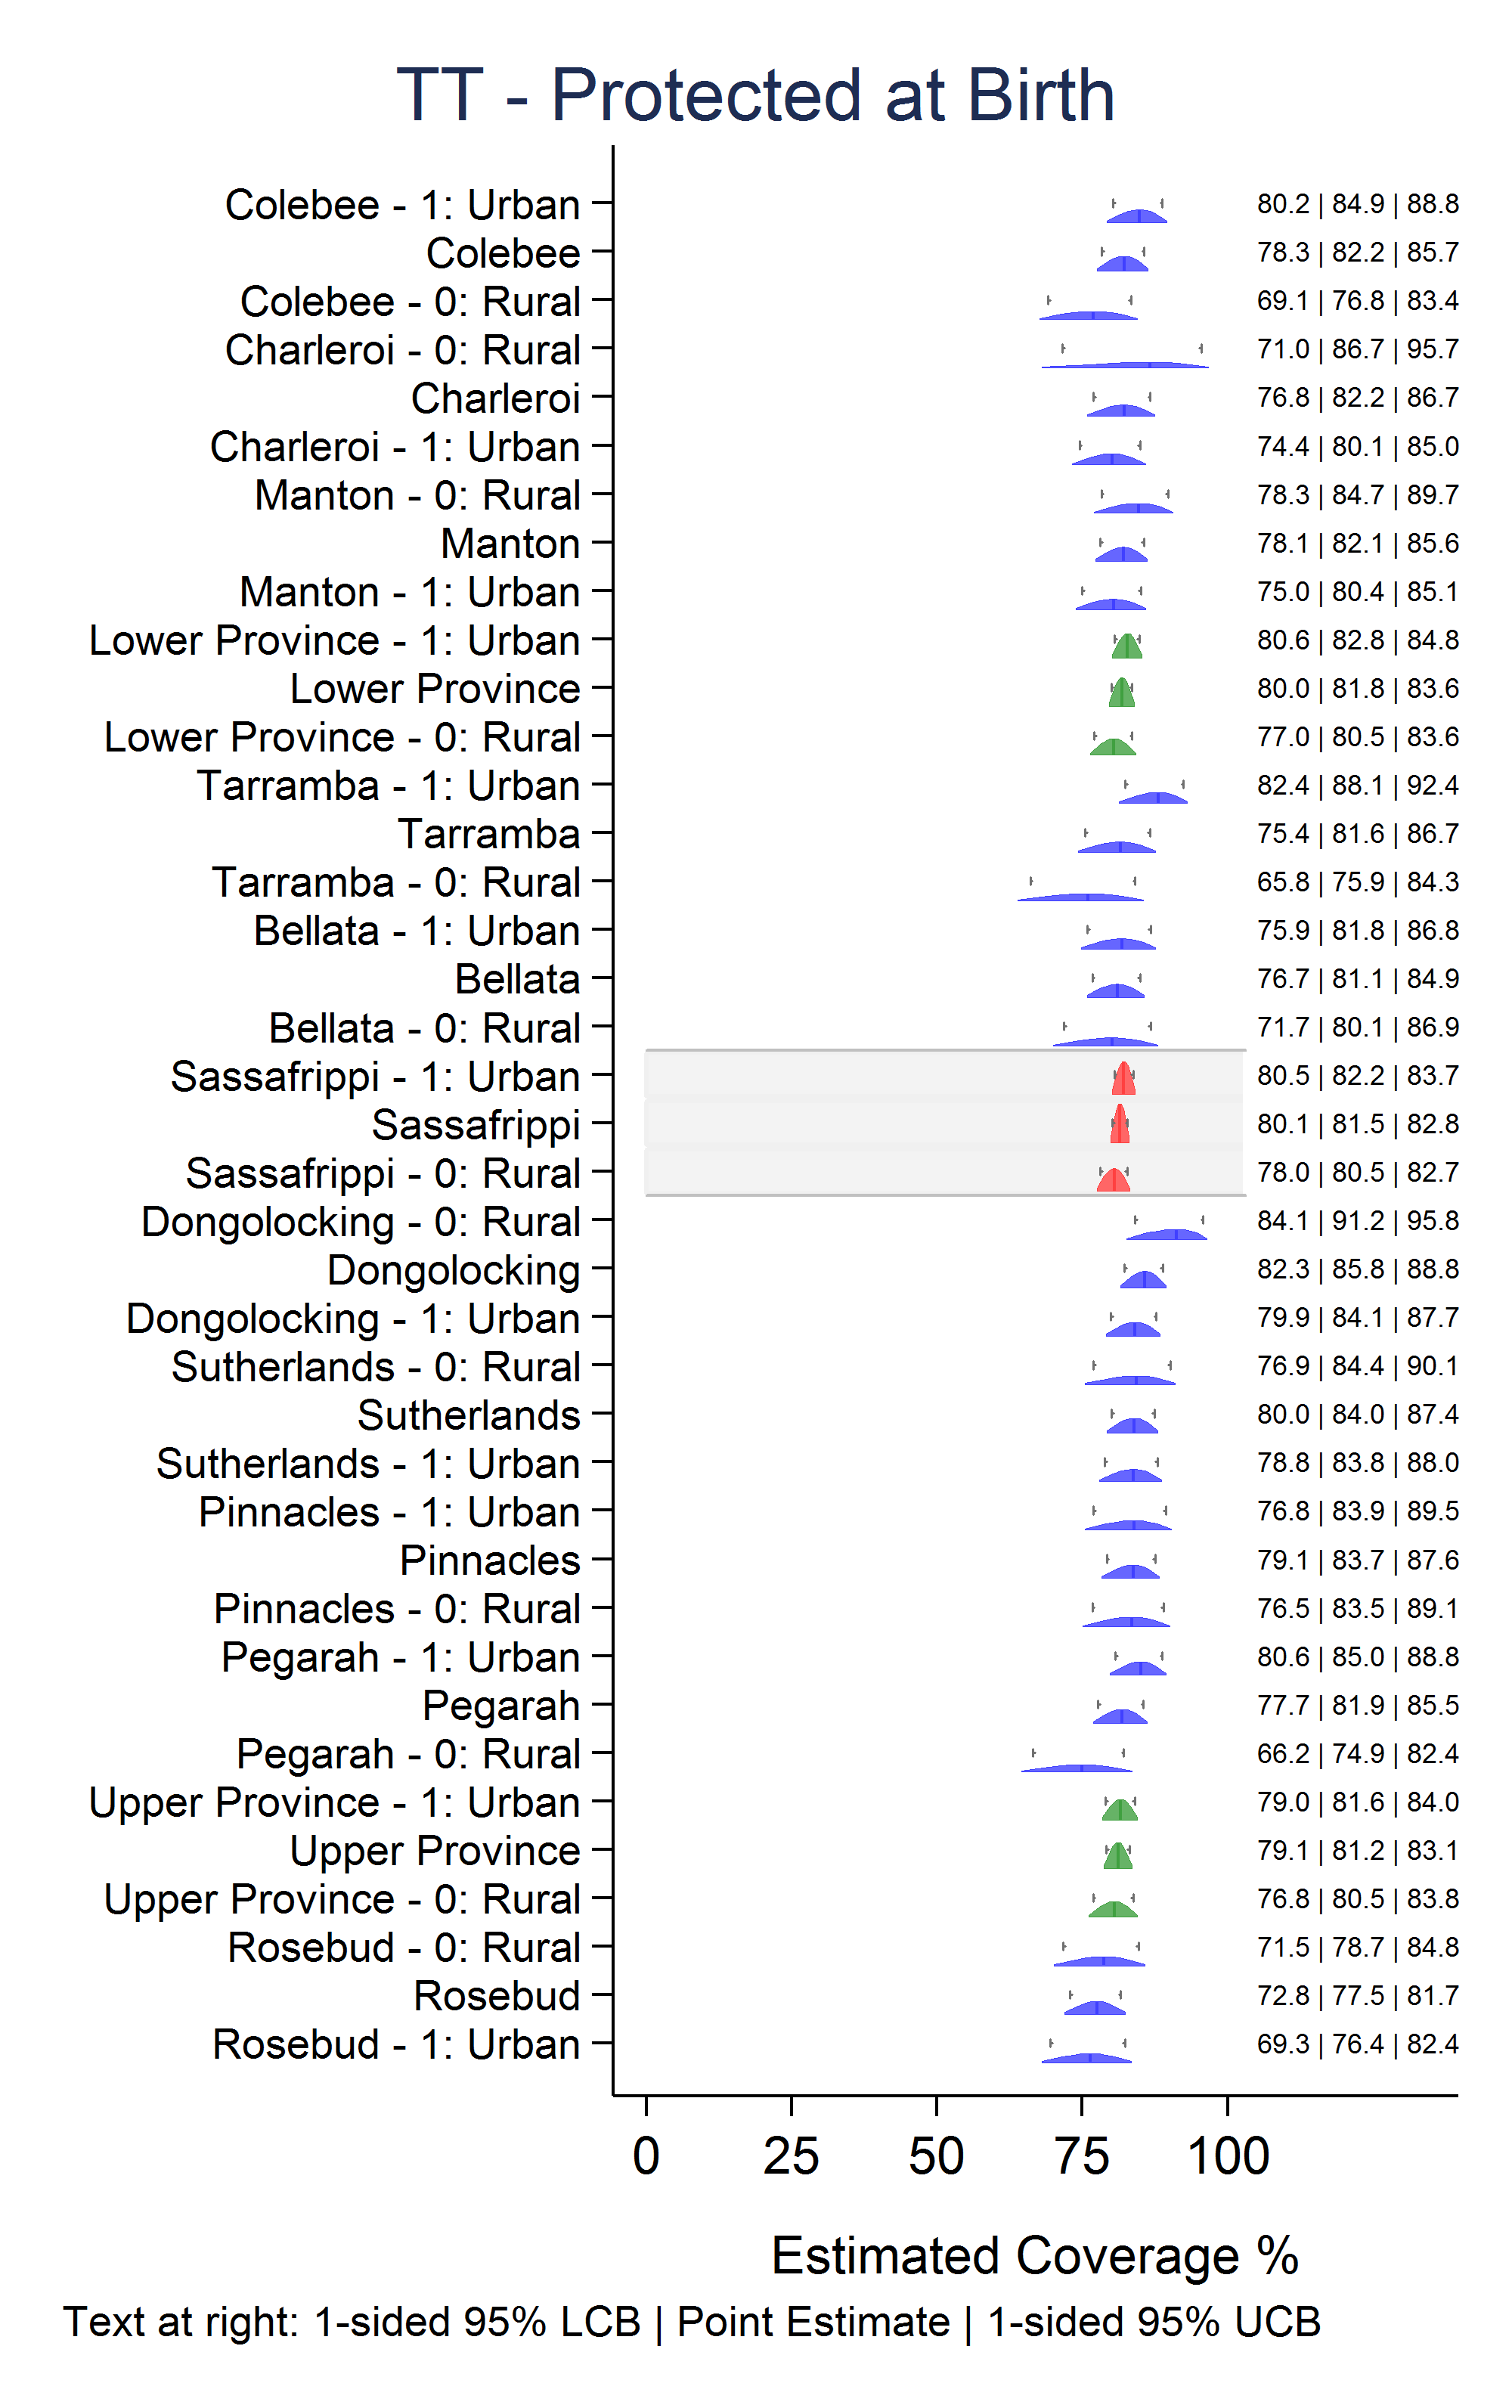 TT - Protected at Birth
Colebee - 1: Urban 80.2 | 84.9 | 88.8
Colebee 78.3 | 82.2 | 85.7
Colebee - 0: Rural 69.1 | 76.8 | 83.4
Charleroi - 0: Rural 71.0 | 86.7 | 95.7
Charleroi 76.8 | 82.2 | 86.7
Charleroi - 1: Urban 74.4 | 80.1 | 85.0
Manton - 0: Rural 78.3 | 84.7 | 89.7
Manton 78.1 | 82.1 | 85.6
Manton - 1: Urban 75.0 | 80.4 | 85.1
Lower Province - 1: Urban 80.6 | 82.8 | 84.8
Lower Province 80.0 | 81.8 | 83.6
Lower Province - 0: Rural 77.0 | 80.5 | 83.6
Tarramba - 1: Urban 82.4 | 88.1 | 92.4
Tarramba 75.4 | 81.6 | 86.7
Tarramba - 0: Rural 65.8 | 75.9 | 84.3
Bellata - 1: Urban 75.9 | 81.8 | 86.8
Bellata 76.7 | 81.1 | 84.9
Bellata - 0: Rural 71.7 | 80.1 | 86.9
Sassafrippi - 1: Urban 80.5 | 82.2 | 83.7
Sassafrippi 80.1 | 81.5 | 82.8
Sassafrippi - 0: Rural 78.0 | 80.5 | 82.7
Dongolocking - 0: Rural 84.1 | 91.2 | 95.8
Dongolocking 82.3 | 85.8 | 88.8
Dongolocking - 1: Urban 79.9 | 84.1 | 87.7
Sutherlands - 0: Rural 76.9 | 84.4 | 90.1
Sutherlands 80.0 | 84.0 | 87.4
Sutherlands - 1: Urban 78.8 | 83.8 | 88.0
Pinnacles - 1: Urban 76.8 | 83.9 | 89.5
Pinnacles 79.1 | 83.7 | 87.6
Pinnacles - 0: Rural 76.5 | 83.5 | 89.1
Pegarah - 1: Urban 80.6 | 85.0 | 88.8
Pegarah 77.7 | 81.9 | 85.5
Pegarah - 0: Rural 66.2 | 74.9 | 82.4
Upper Province - 1: Urban 79.0 | 81.6 | 84.0
Upper Province 79.1 | 81.2 | 83.1
Upper Province - 0: Rural 76.8 | 80.5 | 83.8
Rosebud - 0: Rural 71.5 | 78.7 | 84.8
Rosebud 72.8 | 77.5 | 81.7
Rosebud - 1: Urban 69.3 | 76.4 | 82.4
0 25 50 75 100
Estimated Coverage %
Text at right: 1-sided 95% LCB | Point Estimate | 1-sided 95% UCB